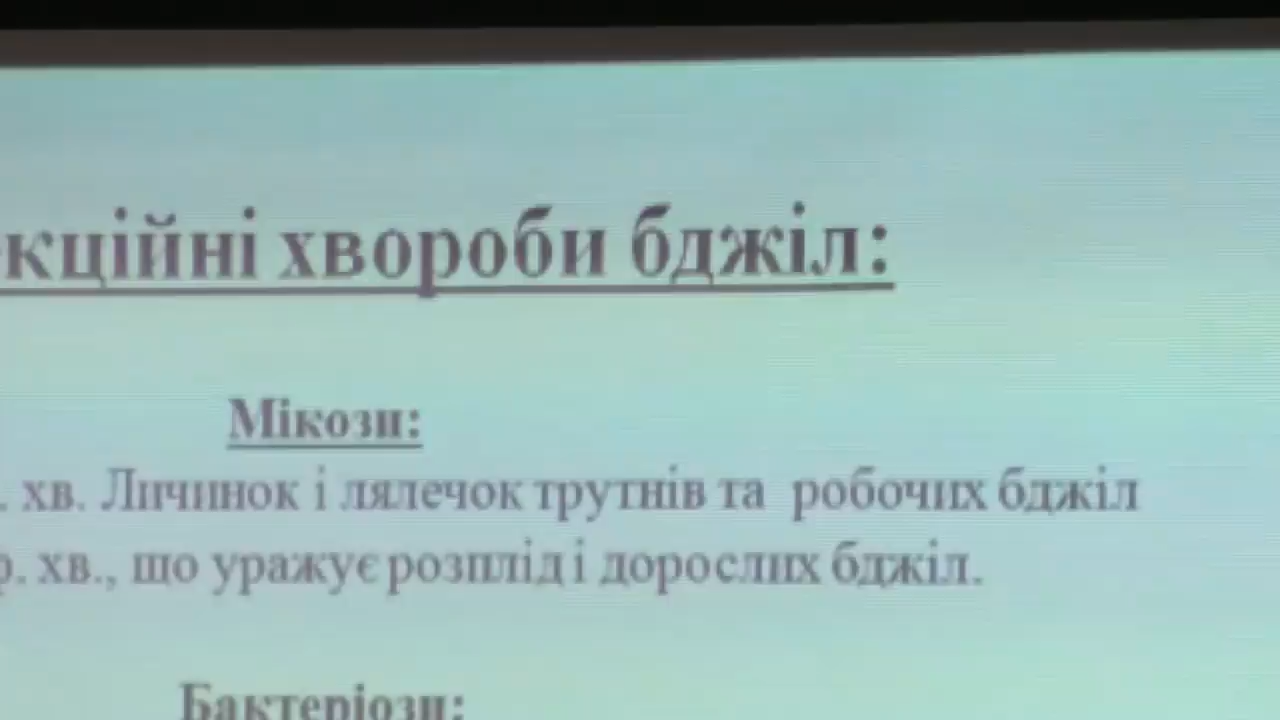 кційні хвороби бджіл:
Мікози:
. хв. Личинок і лялечок трутнів та робочих бджіл
ф. хв., що уражує розплід і дорослих бджіл.
Бактеріози: